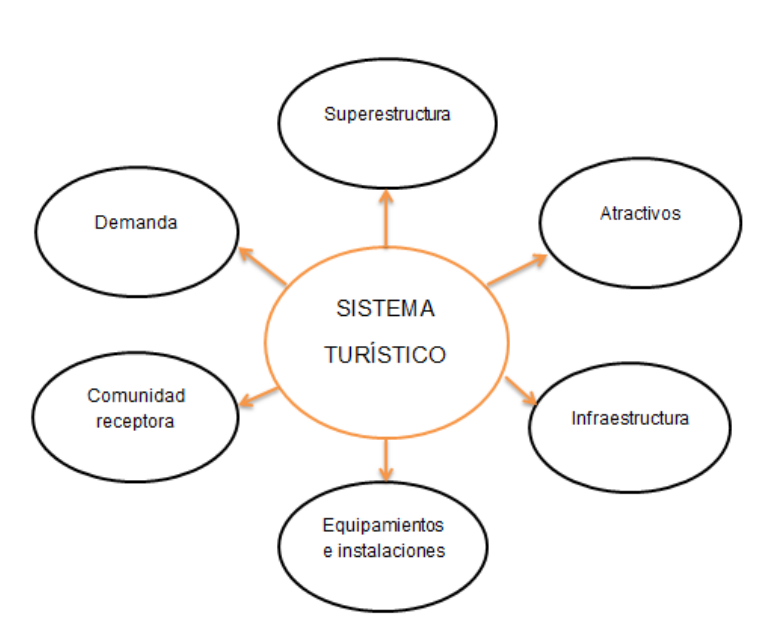 Superestructura
Atractivos
Demanda
SISTEMA
TURÍSTICO
Comunidad
receptora
Infraestructura
Equipamientos
e instalaciones